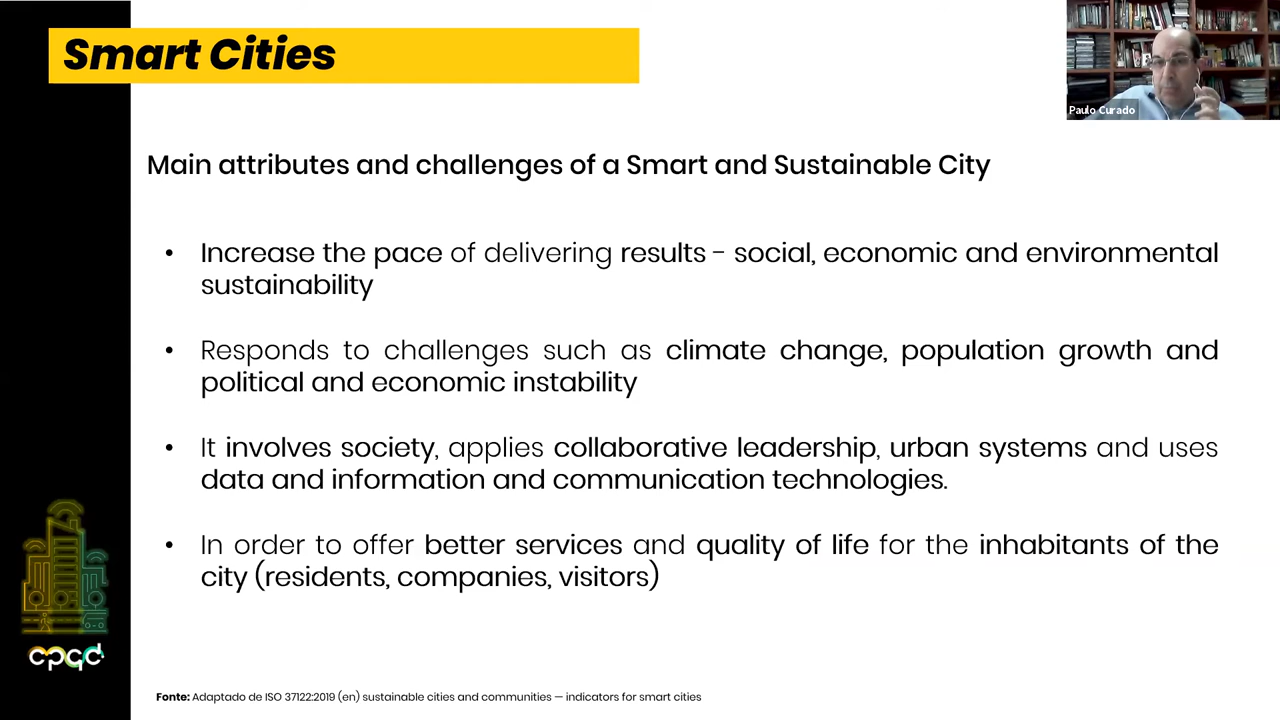 Smart Cities
Paulo Curado
Main attributes and challenges of a Smart and Sustainable City
• Increase the pace of delivering results - social, economic and environmental
sustainability
• Responds to challenges such as climate change, population growth and
political and economic instability
• It involves society, applies collaborative leadership, urban systems and uses
data and information and communication technologies.
• In order to offer better services and quality of life for the inhabitants of the
city (residents, companies, visitors)
cpqd
Fonte: Adaptado de ISO 37122:2019 (en) sustainable cities and communities — indicators for smart cities